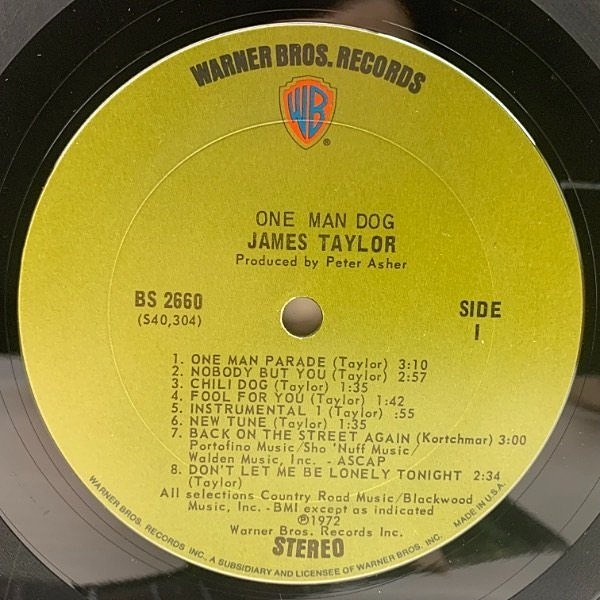 WARNER BROS. RECORDS
WB
®
ONE MAN DOG
JAMES TAYLOR
Produced by Peter Asher
BS 2660
(S40,304)
SIDE
I
1. ONE MAN PARADE (Taylor) 3:10
2. NOBODY BUT YOU (Taylor) 2:57
3. CHILI DOG (Taylor) 1:35
4. FOOL FOR YOU (Taylor) 1:42
5. INSTRUMENTAL 1 (Taylor) :55
6. NEW TUNE (Taylor) 1:35
7. BACK ON THE STREET AGAIN (Kortchmar) 3:00
Portofino Music/Sho 'Nuff Music/
Walden Music, Inc. - ASCAP
8. DON'T LET ME BE LONELY TONIGHT 2:34
(Taylor)
All selections Country Road Music/Blackwood
Music, Inc. - BMI except as indicated
℗1972
Warner Bros. Records Inc.
STEREO
WARNER BROS. RECORDS INC. A SUBSIDIARY AND LICENSEE OF WARNER BROS. INC. MADE IN U.S.A.